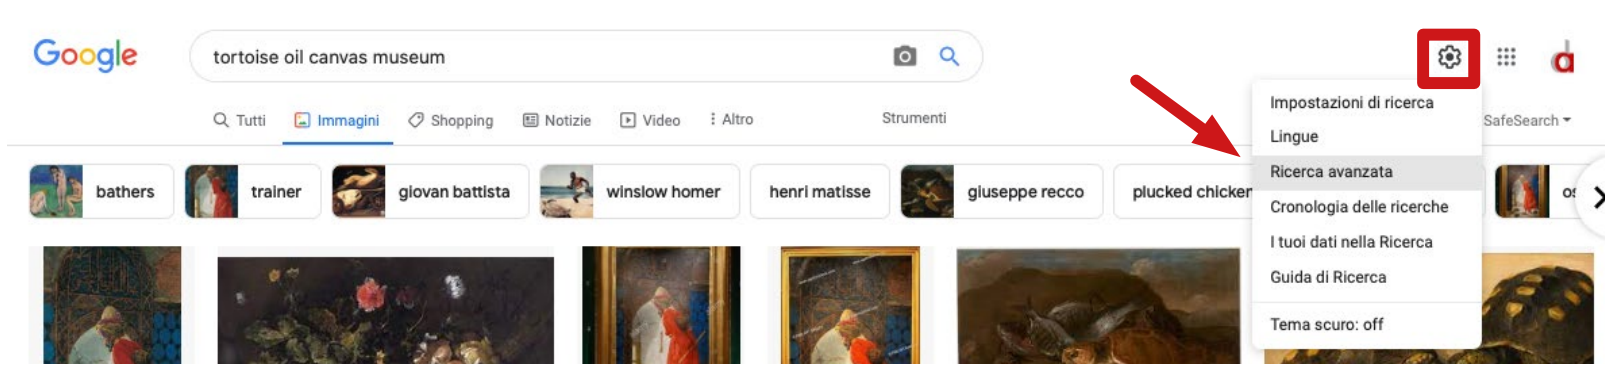 Google
tortoise oil canvas museum
Tutti Immagini Shopping Notizie Video Altro Strumenti SafeSearch
bathers
trainer
giovan battista
winslow homer
henri matisse
giuseppe recco
plucked chicken
Impostazioni di ricerca
Lingue
Ricerca avanzata
Cronologia delle ricerche
I tuoi dati nella Ricerca
Guida di Ricerca
Tema scuro: off